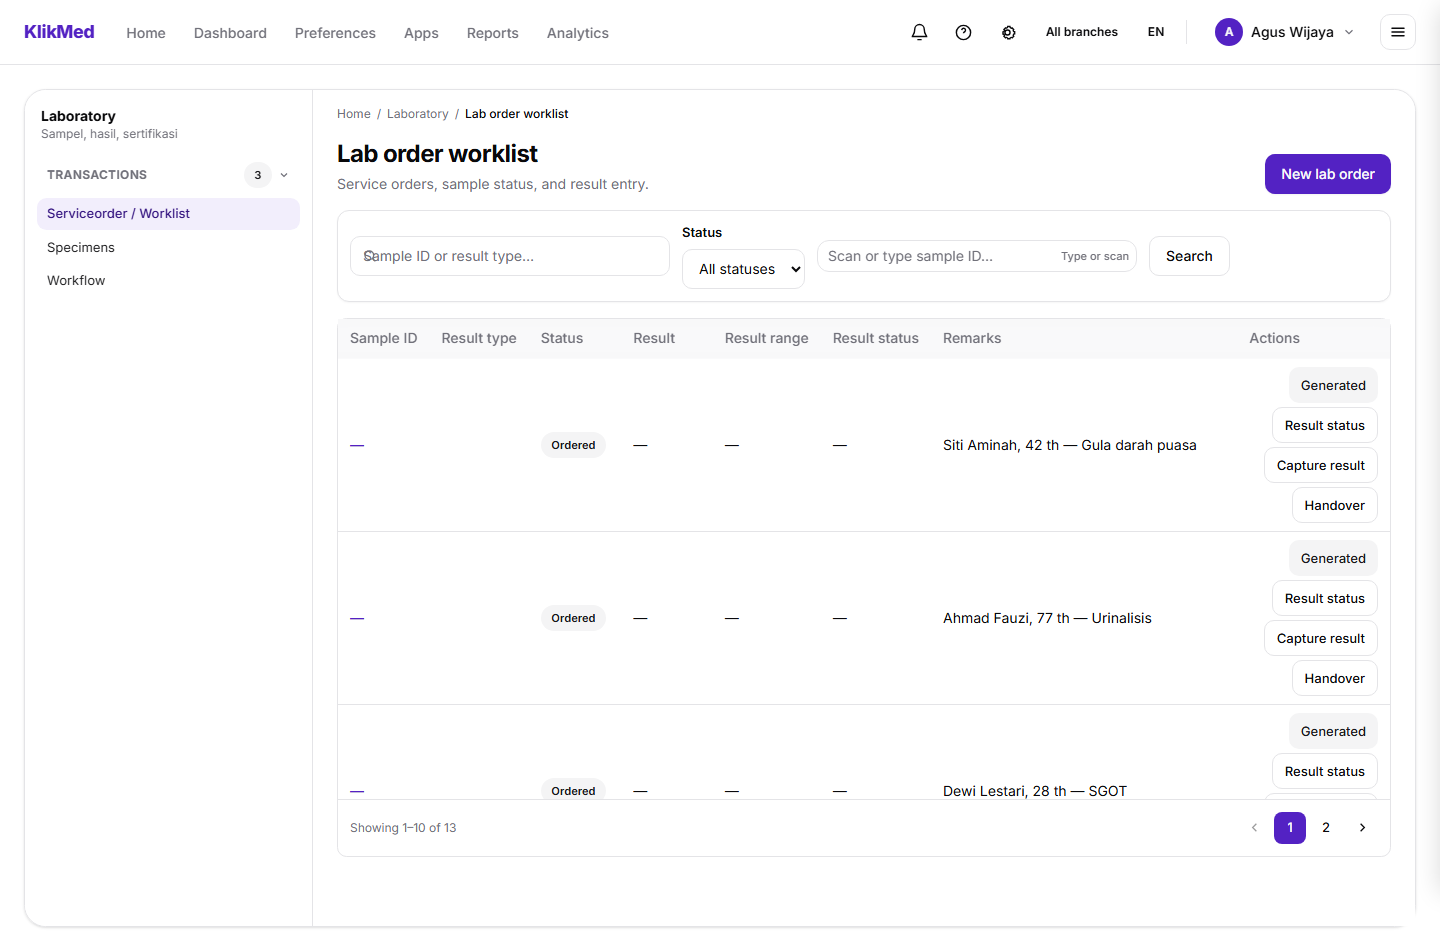 KlikMed Home Dashboard Preferences Apps Reports Analytics All branches EN A Agus Wijaya
Laboratory
Sampel, hasil, sertifikasi
TRANSACTIONS 3
Serviceorder / Worklist
Specimens
Workflow
Home / Laboratory / Lab order worklist
Lab order worklist
Service orders, sample status, and result entry.
New lab order
Status
Sample ID or result type...
All statuses
Scan or type sample ID...
Type or scan
Search
Sample ID Result type Status Result Result range Result status Remarks Actions
— Ordered — — — Siti Aminah, 42 th — Gula darah puasa
Generated
Result status
Capture result
Handover
— Ordered — — — Ahmad Fauzi, 77 th — Urinalisis
Generated
Result status
Capture result
Handover
— Ordered — — — Dewi Lestari, 28 th — SGOT
Generated
Result status
Showing 1–10 of 13
1 2